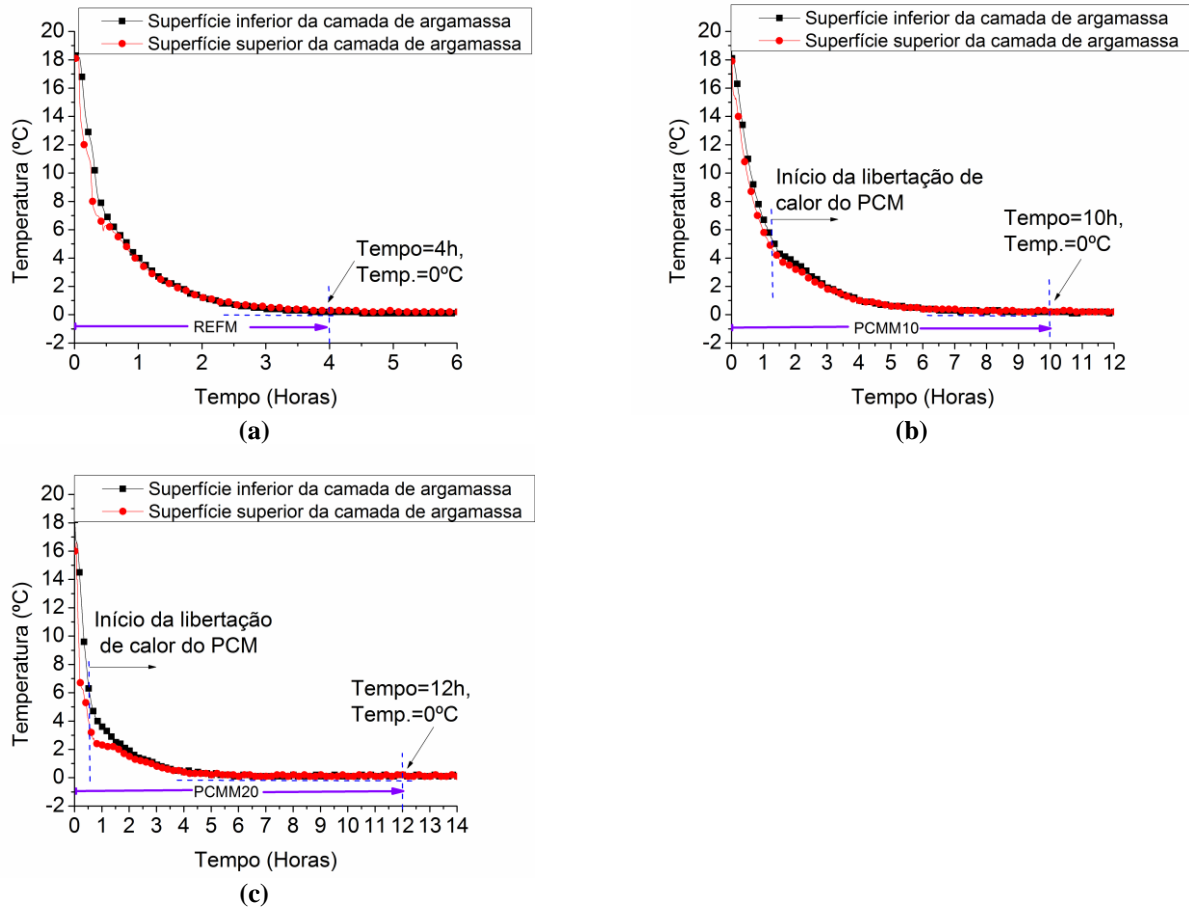 Superfície inferior da camada de argamassa
Superfície superior da camada de argamassa
20
18
16
14
12
10
8
6
4
2
0
-2
Temperatura (ºC)
Tempo=4h,
Temp.=0ºC
REFM
0 1 2 3 4 5 6
Tempo (Horas)
(a)
Superfície inferior da camada de argamassa
Superfície superior da camada de argamassa
20
18
16
14
12
10
8
6
4
2
0
-2
Temperatura (ºC)
Início da libertação de
calor do PCM
Tempo=10h,
Temp.=0ºC
PCMM10
0 1 2 3 4 5 6 7 8 9 10 11 12
Tempo (Horas)
(b)
Superfície inferior da camada de argamassa
Superfície superior da camada de argamassa
20
18
16
14
12
10
8
6
4
2
0
-2
Temperatura (ºC)
Início da libertação
de calor do PCM
Tempo=12h,
Temp.=0ºC
PCMM20
0 1 2 3 4 5 6 7 8 9 10 11 12 13 14
Tempo (Horas)
(c)